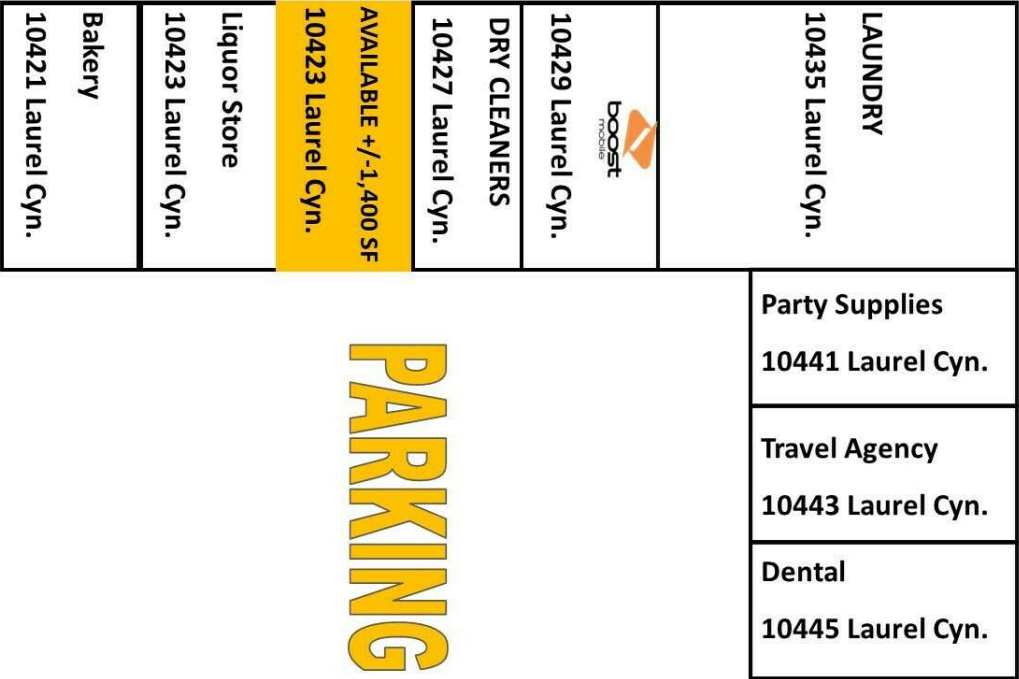 Bakery
10421 Laurel Cyn.
Liquor Store
10423 Laurel Cyn.
AVAILABLE +/-1,400 SF
10423 Laurel Cyn.
DRY CLEANERS
10427 Laurel Cyn.
boost
mobile
10429 Laurel Cyn.
LAUNDRY
10435 Laurel Cyn.
Party Supplies
10441 Laurel Cyn.
Travel Agency
10443 Laurel Cyn.
Dental
10445 Laurel Cyn.
PARKING